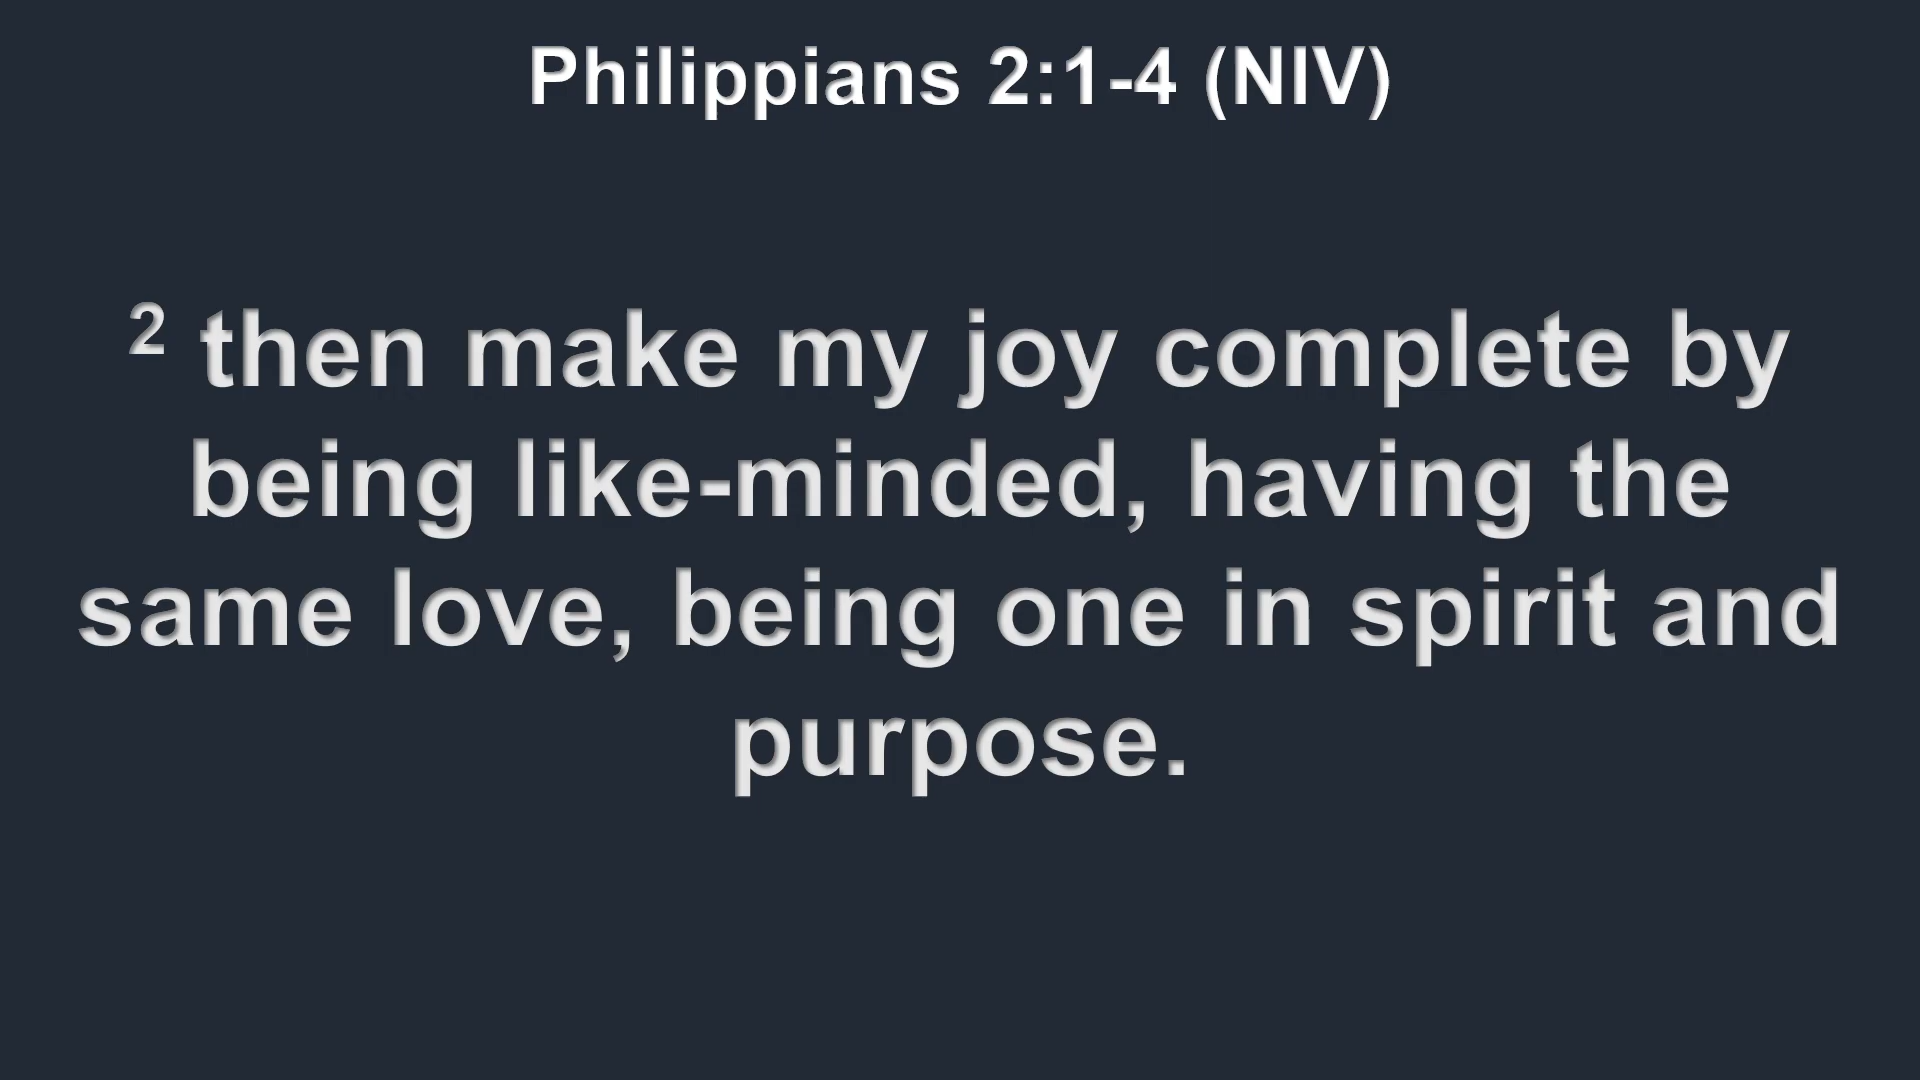 Philippians 2:1-4 (NIV)
2 then make my joy complete by
being like-minded, having the
same love, being one in spirit and
purpose.